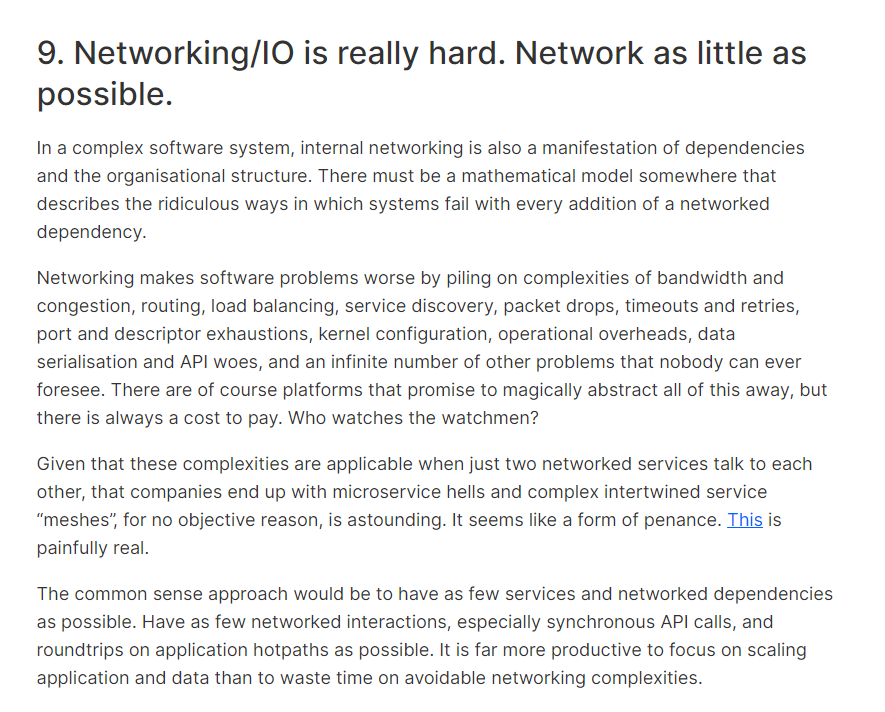 9. Networking/IO is really hard. Network as little as
possible.
In a complex software system, internal networking is also a manifestation of dependencies
and the organisational structure. There must be a mathematical model somewhere that
describes the ridiculous ways in which systems fail with every addition of a networked
dependency.
Networking makes software problems worse by piling on complexities of bandwidth and
congestion, routing, load balancing, service discovery, packet drops, timeouts and retries,
port and descriptor exhaustions, kernel configuration, operational overheads, data
serialisation and API woes, and an infinite number of other problems that nobody can ever
foresee. There are of course platforms that promise to magically abstract all of this away, but
there is always a cost to pay. Who watches the watchmen?
Given that these complexities are applicable when just two networked services talk to each
other, that companies end up with microservice hells and complex intertwined service
“meshes”, for no objective reason, is astounding. It seems like a form of penance. This is
painfully real.
The common sense approach would be to have as few services and networked dependencies
as possible. Have as few networked interactions, especially synchronous API calls, and
roundtrips on application hotpaths as possible. It is far more productive to focus on scaling
application and data than to waste time on avoidable networking complexities.